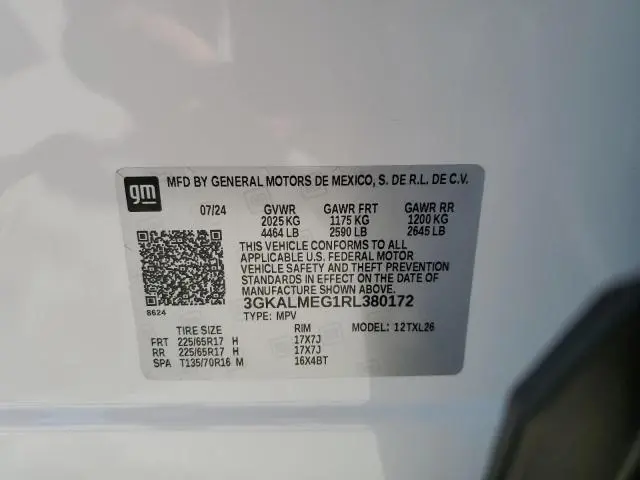 gm MFD BY GENERAL MOTORS DE MEXICO, S. DE R.L. DE C.V.
07/24 GVWR GAWR FRT GAWR RR
2025 KG 1175 KG 1200 KG
4464 LB 2590 LB 2645 LB
THIS VEHICLE CONFORMS TO ALL
APPLICABLE U.S. FEDERAL MOTOR
VEHICLE SAFETY AND THEFT PREVENTION
STANDARDS IN EFFECT ON THE DATE OF
MANUFACTURE SHOWN ABOVE.
3GKALMEG1RL380172
8624 TYPE: MPV
TIRE SIZE RIM MODEL: 12TXL26
FRT 225/65R17 H 17X7J
RR 225/65R17 H 17X7J
SPA T135/70R16 M 16X4BT